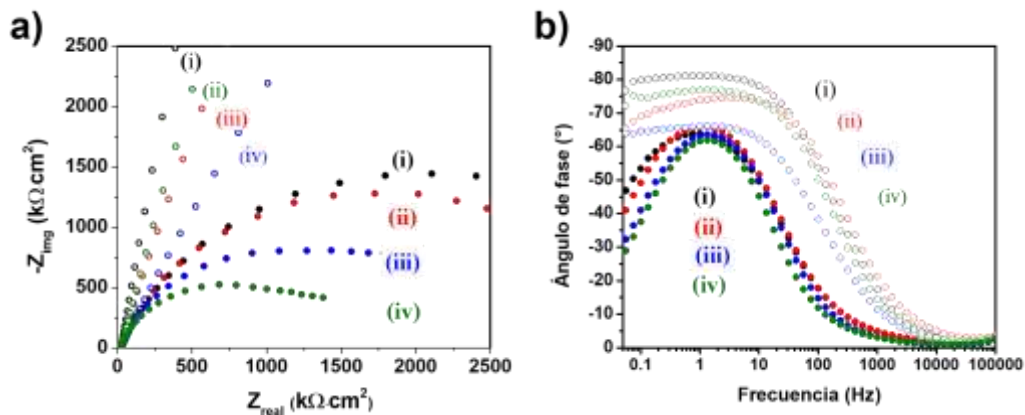 a)
2500
2000
1500
1000
500
0
-Z_img (kΩ cm²)
0 500 1000 1500 2000 2500
Z_real (kΩ·cm²)
(i)
(ii)
(iii)
(iv)
(i)
(ii)
(iii)
(iv)
b)
-90
-80
-70
-60
-50
-40
-30
-20
-10
0
Ángulo de fase (°)
0.1 1 10 100 1000 10000 100000
Frecuencia (Hz)
(i)
(ii)
(iii)
(iv)
(i)
(ii)
(iii)
(iv)